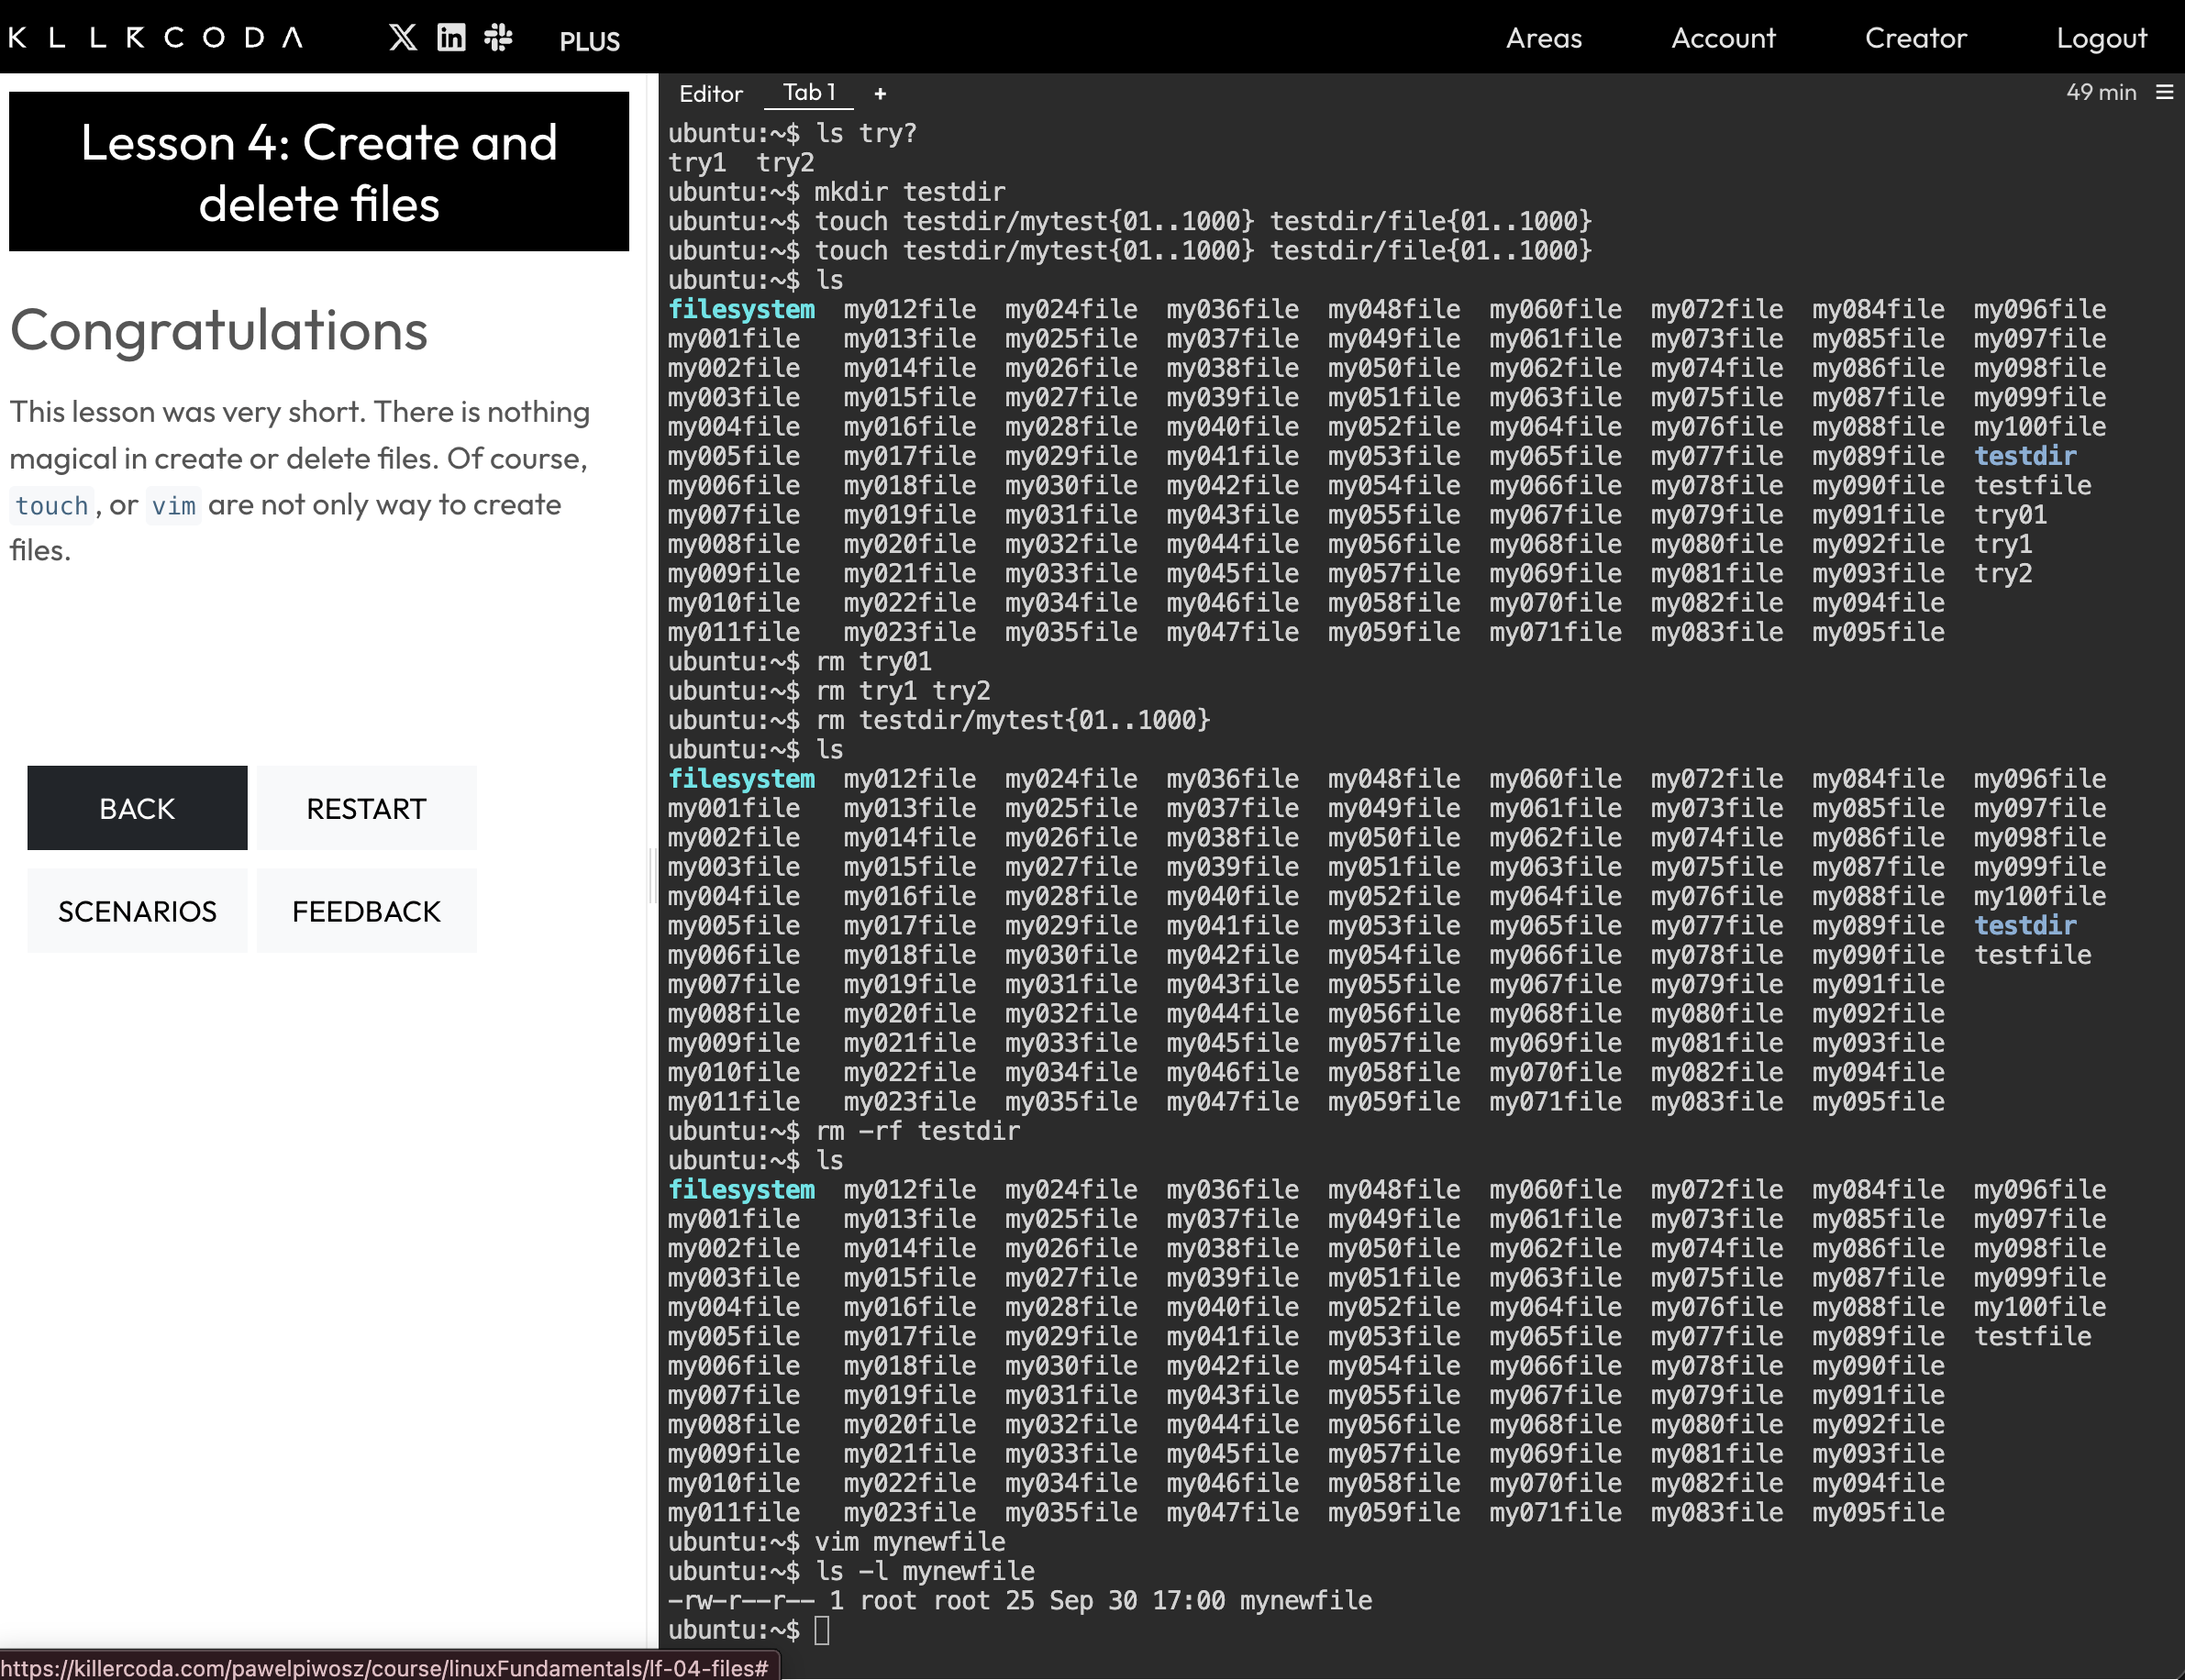 KLLRCODA PLUS Areas Account Creator Logout
Lesson 4: Create and
delete files
Congratulations
This lesson was very short. There is nothing
magical in create or delete files. Of course,
touch, or vim are not only way to create
files.
BACK RESTART
SCENARIOS FEEDBACK
Editor Tab 1 + 49 min
ubuntu:~$ ls try?
try1  try2
ubuntu:~$ mkdir testdir
ubuntu:~$ touch testdir/mytest{01..1000} testdir/file{01..1000}
ubuntu:~$ touch testdir/mytest{01..1000} testdir/file{01..1000}
ubuntu:~$ ls
filesystem  my012file  my024file  my036file  my048file  my060file  my072file  my084file  my096file
my001file   my013file  my025file  my037file  my049file  my061file  my073file  my085file  my097file
my002file   my014file  my026file  my038file  my050file  my062file  my074file  my086file  my098file
my003file   my015file  my027file  my039file  my051file  my063file  my075file  my087file  my099file
my004file   my016file  my028file  my040file  my052file  my064file  my076file  my088file  my100file
my005file   my017file  my029file  my041file  my053file  my065file  my077file  my089file  testdir
my006file   my018file  my030file  my042file  my054file  my066file  my078file  my090file  testfile
my007file   my019file  my031file  my043file  my055file  my067file  my079file  my091file  try01
my008file   my020file  my032file  my044file  my056file  my068file  my080file  my092file  try1
my009file   my021file  my033file  my045file  my057file  my069file  my081file  my093file  try2
my010file   my022file  my034file  my046file  my058file  my070file  my082file  my094file
my011file   my023file  my035file  my047file  my059file  my071file  my083file  my095file
ubuntu:~$ rm try01
ubuntu:~$ rm try1 try2
ubuntu:~$ rm testdir/mytest{01..1000}
ubuntu:~$ ls
filesystem  my012file  my024file  my036file  my048file  my060file  my072file  my084file  my096file
my001file   my013file  my025file  my037file  my049file  my061file  my073file  my085file  my097file
my002file   my014file  my026file  my038file  my050file  my062file  my074file  my086file  my098file
my003file   my015file  my027file  my039file  my051file  my063file  my075file  my087file  my099file
my004file   my016file  my028file  my040file  my052file  my064file  my076file  my088file  my100file
my005file   my017file  my029file  my041file  my053file  my065file  my077file  my089file  testdir
my006file   my018file  my030file  my042file  my054file  my066file  my078file  my090file  testfile
my007file   my019file  my031file  my043file  my055file  my067file  my079file  my091file
my008file   my020file  my032file  my044file  my056file  my068file  my080file  my092file
my009file   my021file  my033file  my045file  my057file  my069file  my081file  my093file
my010file   my022file  my034file  my046file  my058file  my070file  my082file  my094file
my011file   my023file  my035file  my047file  my059file  my071file  my083file  my095file
ubuntu:~$ rm -rf testdir
ubuntu:~$ ls
filesystem  my012file  my024file  my036file  my048file  my060file  my072file  my084file  my096file
my001file   my013file  my025file  my037file  my049file  my061file  my073file  my085file  my097file
my002file   my014file  my026file  my038file  my050file  my062file  my074file  my086file  my098file
my003file   my015file  my027file  my039file  my051file  my063file  my075file  my087file  my099file
my004file   my016file  my028file  my040file  my052file  my064file  my076file  my088file  my100file
my005file   my017file  my029file  my041file  my053file  my065file  my077file  my089file  testfile
my006file   my018file  my030file  my042file  my054file  my066file  my078file  my090file
my007file   my019file  my031file  my043file  my055file  my067file  my079file  my091file
my008file   my020file  my032file  my044file  my056file  my068file  my080file  my092file
my009file   my021file  my033file  my045file  my057file  my069file  my081file  my093file
my010file   my022file  my034file  my046file  my058file  my070file  my082file  my094file
my011file   my023file  my035file  my047file  my059file  my071file  my083file  my095file
ubuntu:~$ vim mynewfile
ubuntu:~$ ls -l mynewfile
-rw-r--r-- 1 root root 25 Sep 30 17:00 mynewfile
ubuntu:~$
https://killercoda.com/pawelpiwosz/course/linuxFundamentals/lf-04-files#